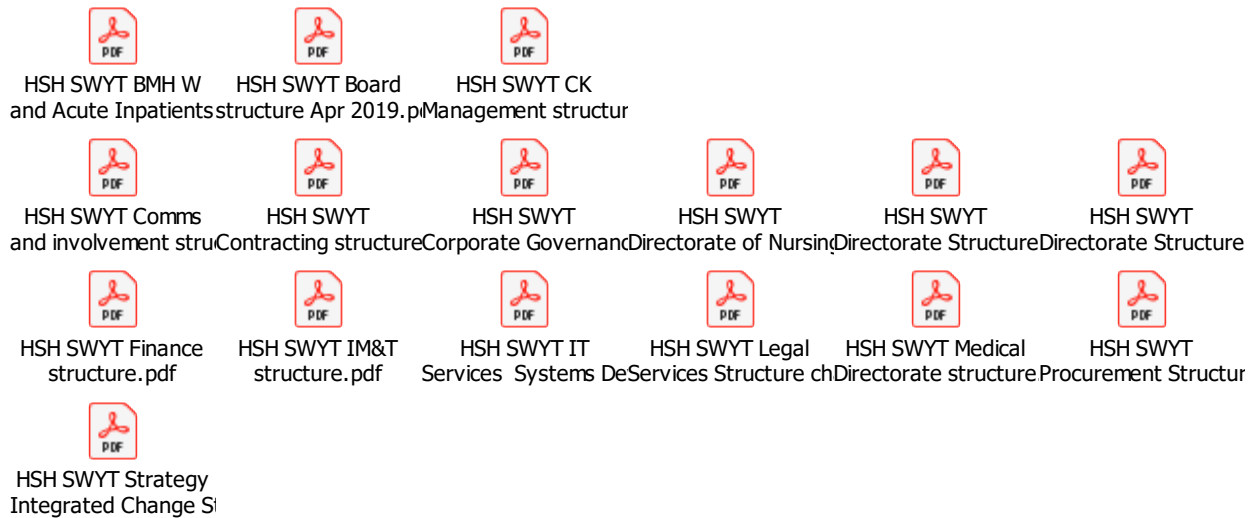 PDF PDF PDF
HSH SWYT BMH W HSH SWYT Board HSH SWYT CK
and Acute Inpatients structure Apr 2019.p Management structur
PDF PDF PDF PDF PDF PDF
HSH SWYT Comms HSH SWYT HSH SWYT HSH SWYT HSH SWYT HSH SWYT
and involvement stru Contracting structure Corporate Governanc Directorate of Nursing Directorate Structure Directorate Structure
PDF PDF PDF PDF PDF PDF
HSH SWYT Finance HSH SWYT IM&T HSH SWYT IT HSH SWYT Legal HSH SWYT Medical HSH SWYT
structure.pdf structure.pdf Services Systems De Services Structure ch Directorate structure Procurement Structur
PDF
HSH SWYT Strategy
Integrated Change St